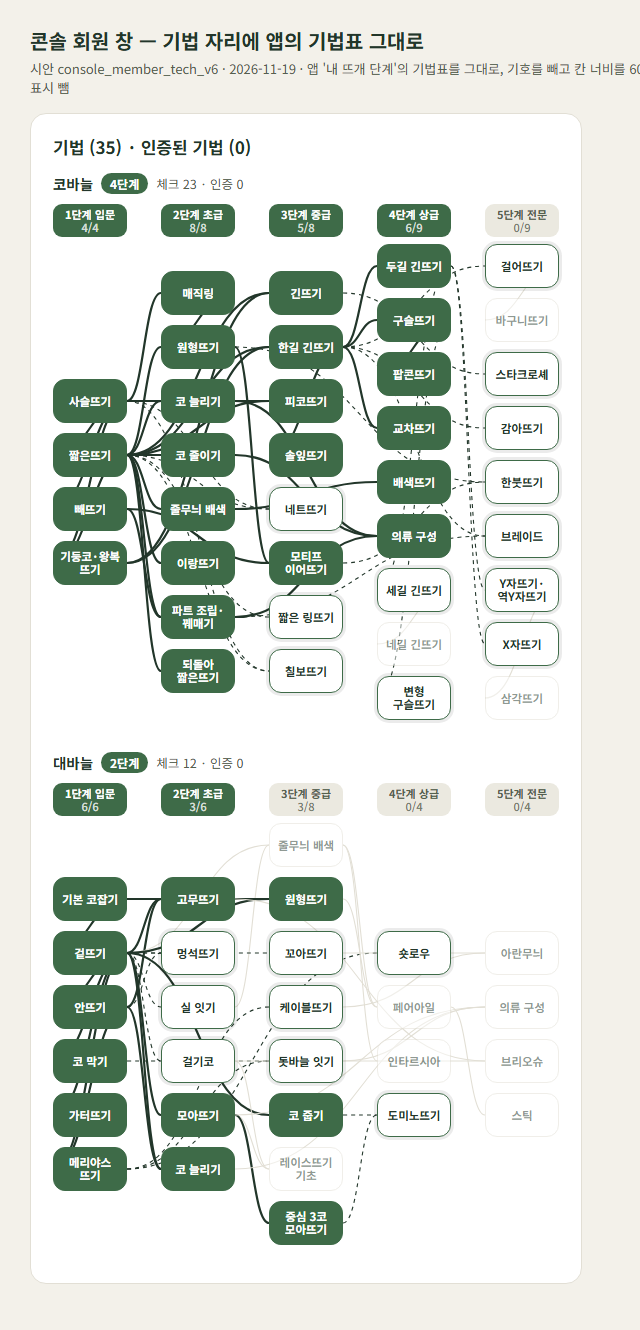 콘솔 회원 창 — 기법 자리에 앱의 기법표 그대로
시안 console_member_tech_v6 · 2026-11-19 · 앱 '내 뜨개 단계'의 기법표를 그대로, 기호를 빼고 칸 너비를 60
표시 뺌
기법 (35) · 인증된 기법 (0)
코바늘 4단계 체크 23 · 인증 0
1단계 입문 2단계 초급 3단계 중급 4단계 상급 5단계 전문
4/4 8/8 5/8 6/9 0/9
두길 긴뜨기 걸어뜨기
매직링 긴뜨기 구슬뜨기 바구니뜨기
원형뜨기 한길 긴뜨기 팝콘뜨기 스타크로셰
사슬뜨기 코 늘리기 피코뜨기 교차뜨기 감아뜨기
짧은뜨기 코 줄이기 솔잎뜨기 배색뜨기 한붓뜨기
빼뜨기 줄무늬 배색 네트뜨기 의류 구성 브레이드
기둥코·왕복
뜨기
이랑뜨기
모티프
이어뜨기
세길 긴뜨기
Y자뜨기·
역Y자뜨기
파트 조립·
꿰매기
짧은 링뜨기
네길 긴뜨기
X자뜨기
되돌아
짧은뜨기
칠보뜨기
변형
구슬뜨기
삼각뜨기
대바늘 2단계 체크 12 · 인증 0
1단계 입문 2단계 초급 3단계 중급 4단계 상급 5단계 전문
6/6 3/6 3/8 0/4 0/4
줄무늬 배색
기본 코잡기 고무뜨기 원형뜨기
겉뜨기 멍석뜨기 꼬아뜨기 숏로우 아란무늬
안뜨기 실 잇기 케이블뜨기 페어아일 의류 구성
코 막기 걸기코 돗바늘 잇기 인타르시아 브리오슈
가터뜨기 모아뜨기 코 줍기 도미노뜨기 스틱
메리야스
뜨기
코 늘리기
레이스뜨기
기초
중심 3코
모아뜨기